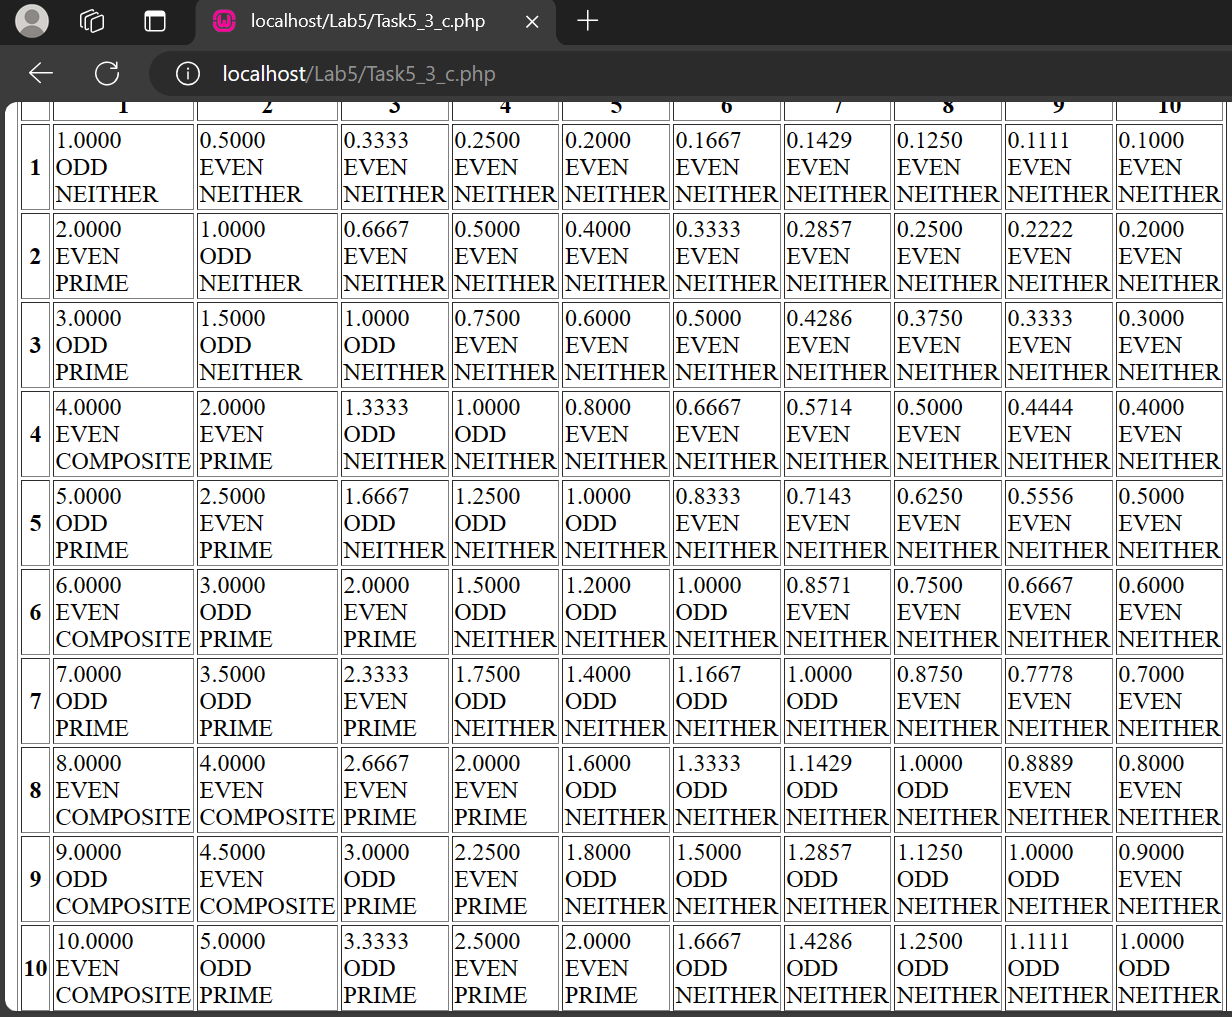 localhost/Lab5/Task5_3_c.php
localhost/Lab5/Task5_3_c.php
1 2 3 4 5 6 7 8 9 10
1.0000 0.5000 0.3333 0.2500 0.2000 0.1667 0.1429 0.1250 0.1111 0.1000
1 ODD EVEN EVEN EVEN EVEN EVEN EVEN EVEN EVEN EVEN
NEITHER NEITHER NEITHER NEITHER NEITHER NEITHER NEITHER NEITHER NEITHER NEITHER
2.0000 1.0000 0.6667 0.5000 0.4000 0.3333 0.2857 0.2500 0.2222 0.2000
2 EVEN ODD EVEN EVEN EVEN EVEN EVEN EVEN EVEN EVEN
PRIME NEITHER NEITHER NEITHER NEITHER NEITHER NEITHER NEITHER NEITHER NEITHER
3.0000 1.5000 1.0000 0.7500 0.6000 0.5000 0.4286 0.3750 0.3333 0.3000
3 ODD ODD ODD EVEN EVEN EVEN EVEN EVEN EVEN EVEN
PRIME NEITHER NEITHER NEITHER NEITHER NEITHER NEITHER NEITHER NEITHER NEITHER
4.0000 2.0000 1.3333 1.0000 0.8000 0.6667 0.5714 0.5000 0.4444 0.4000
4 EVEN EVEN ODD ODD EVEN EVEN EVEN EVEN EVEN EVEN
COMPOSITE PRIME NEITHER NEITHER NEITHER NEITHER NEITHER NEITHER NEITHER NEITHER
5.0000 2.5000 1.6667 1.2500 1.0000 0.8333 0.7143 0.6250 0.5556 0.5000
5 ODD EVEN ODD ODD ODD EVEN EVEN EVEN EVEN EVEN
PRIME PRIME NEITHER NEITHER NEITHER NEITHER NEITHER NEITHER NEITHER NEITHER
6.0000 3.0000 2.0000 1.5000 1.2000 1.0000 0.8571 0.7500 0.6667 0.6000
6 EVEN ODD EVEN ODD ODD ODD EVEN EVEN EVEN EVEN
COMPOSITE PRIME PRIME NEITHER NEITHER NEITHER NEITHER NEITHER NEITHER NEITHER
7.0000 3.5000 2.3333 1.7500 1.4000 1.1667 1.0000 0.8750 0.7778 0.7000
7 ODD ODD EVEN ODD ODD ODD ODD EVEN EVEN EVEN
PRIME PRIME PRIME NEITHER NEITHER NEITHER NEITHER NEITHER NEITHER NEITHER
8.0000 4.0000 2.6667 2.0000 1.6000 1.3333 1.1429 1.0000 0.8889 0.8000
8 EVEN EVEN EVEN EVEN ODD ODD ODD ODD EVEN EVEN
COMPOSITE COMPOSITE PRIME PRIME NEITHER NEITHER NEITHER NEITHER NEITHER NEITHER
9.0000 4.5000 3.0000 2.2500 1.8000 1.5000 1.2857 1.1250 1.0000 0.9000
9 ODD EVEN ODD EVEN ODD ODD ODD ODD ODD EVEN
COMPOSITE COMPOSITE PRIME PRIME NEITHER NEITHER NEITHER NEITHER NEITHER NEITHER
10.0000 5.0000 3.3333 2.5000 2.0000 1.6667 1.4286 1.2500 1.1111 1.0000
10 EVEN ODD ODD EVEN EVEN ODD ODD ODD ODD ODD
COMPOSITE PRIME PRIME PRIME PRIME NEITHER NEITHER NEITHER NEITHER NEITHER